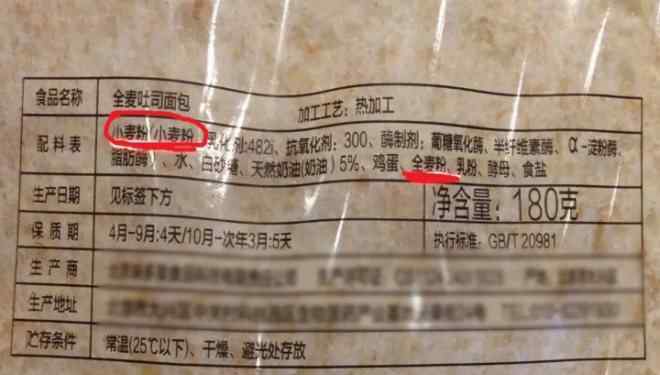 食品名称 全麦吐司面包 加工工艺：热加工
配料表 小麦粉(小麦粉、乳化剂:482i、抗氧化剂：300、酶制剂：葡糖氧化酶、半纤维素酶、α-淀粉酶、
脂肪酶)、水、白砂糖、天然奶油(奶油)5%、鸡蛋、全麦粉、乳粉、酵母、食盐
生产日期 见标签下方 净含量：180克
保质期 4月-9月:4天/10月-次年3月:5天 执行标准：GB/T 20981
生产商
生产地址
贮存条件 常温(25℃以下)、干燥、避光处存放